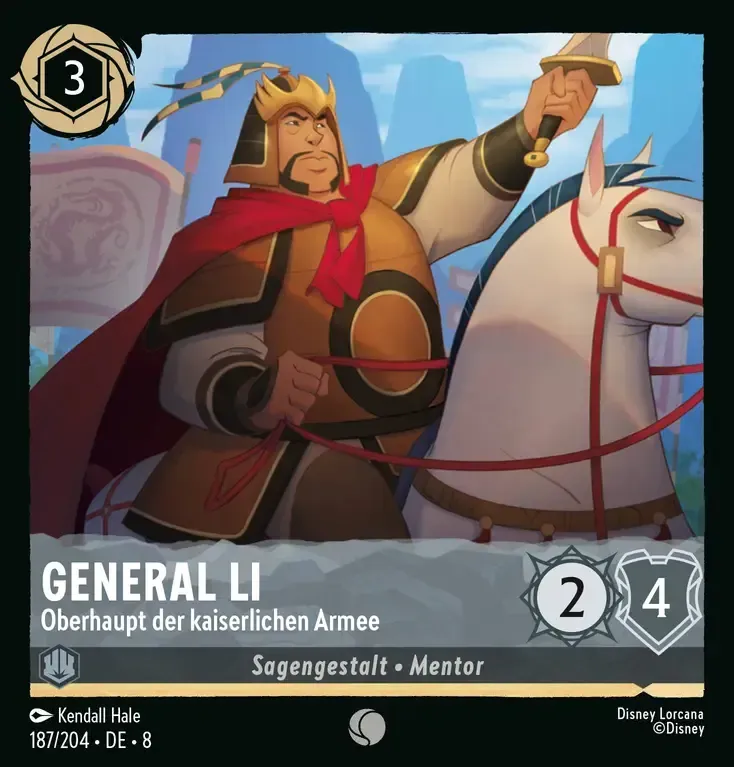 3
GENERAL LI
Oberhaupt der kaiserlichen Armee
2
4
Sagengestalt • Mentor
Kendall Hale
187/204 • DE • 8
Disney Lorcana
©Disney